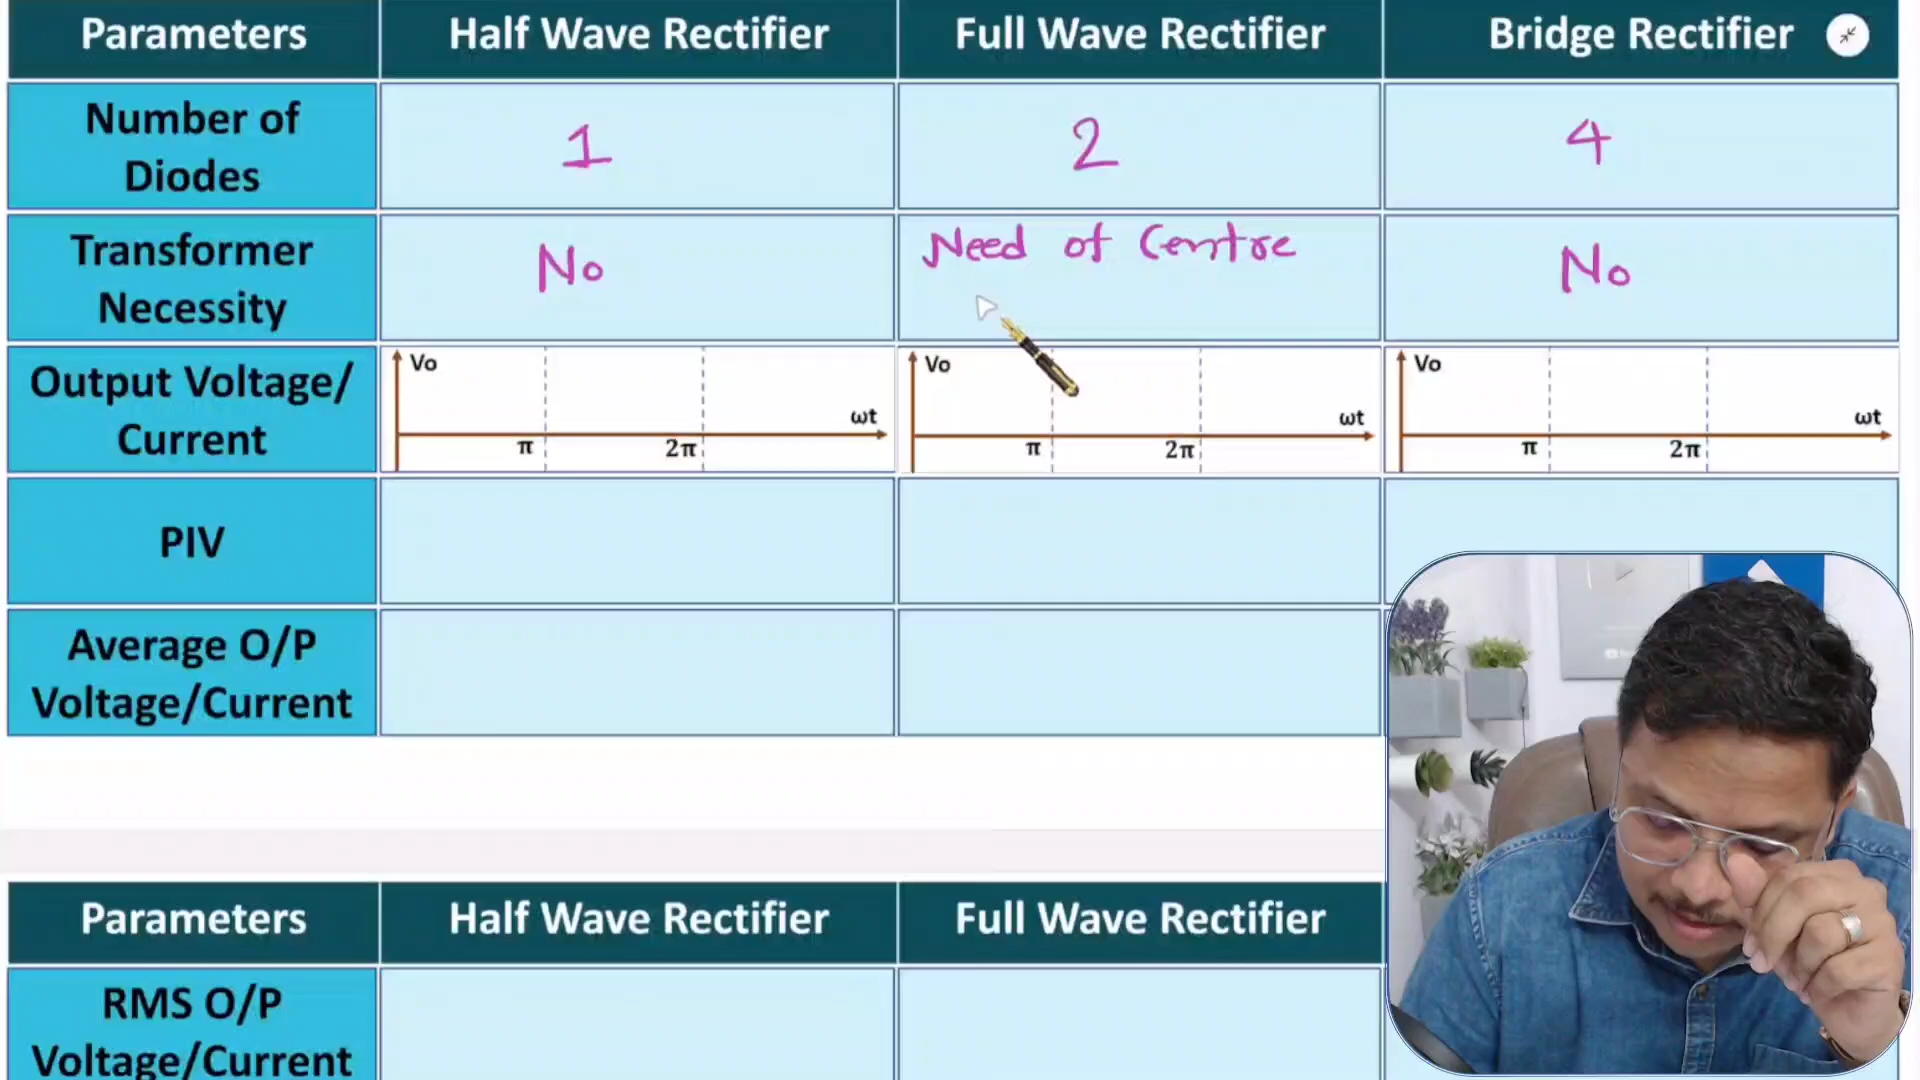 Parameters Half Wave Rectifier Full Wave Rectifier Bridge Rectifier
Number of
Diodes
1 2 4
Transformer
Necessity
No
Need of Centre
No
Output Voltage/
Current
Vo
ωt
π 2π
Vo
ωt
π 2π
Vo
ωt
π 2π
PIV
Average O/P
Voltage/Current
Parameters Half Wave Rectifier Full Wave Rectifier
RMS O/P
Voltage/Current